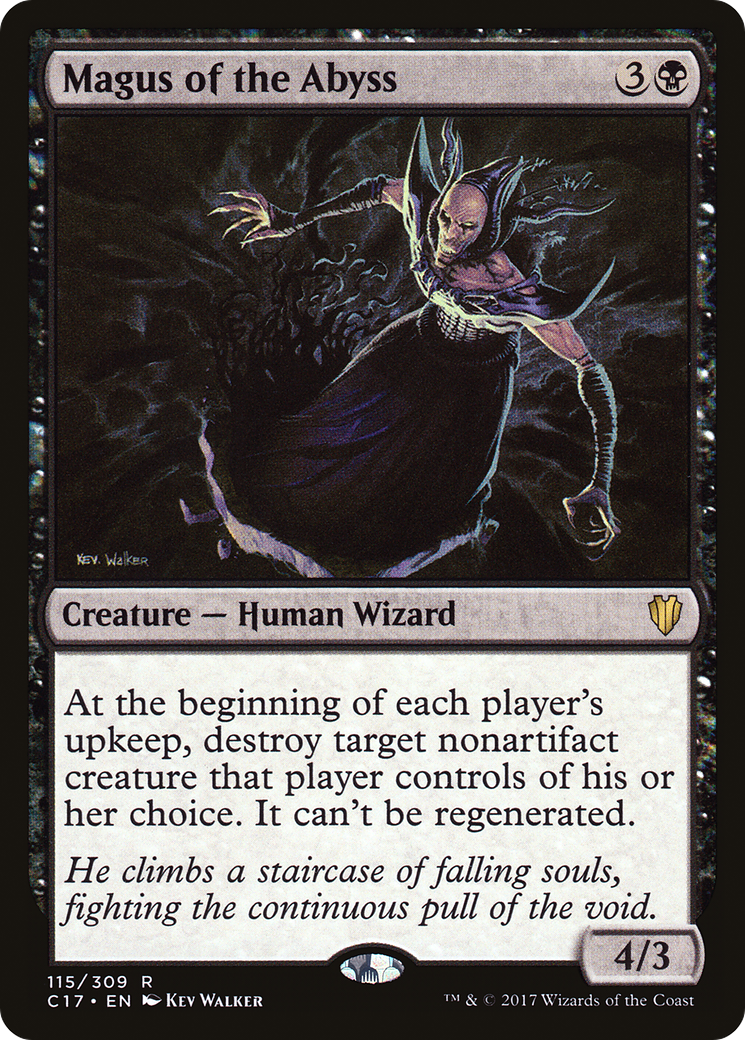 Magus of the Abyss 3
Kev. Walker
Creature — Human Wizard
At the beginning of each player's
upkeep, destroy target nonartifact
creature that player controls of his or
her choice. It can't be regenerated.
He climbs a staircase of falling souls,
fighting the continuous pull of the void.
4/3
115/309 R
C17 • EN Kev Walker
™ & © 2017 Wizards of the Coast